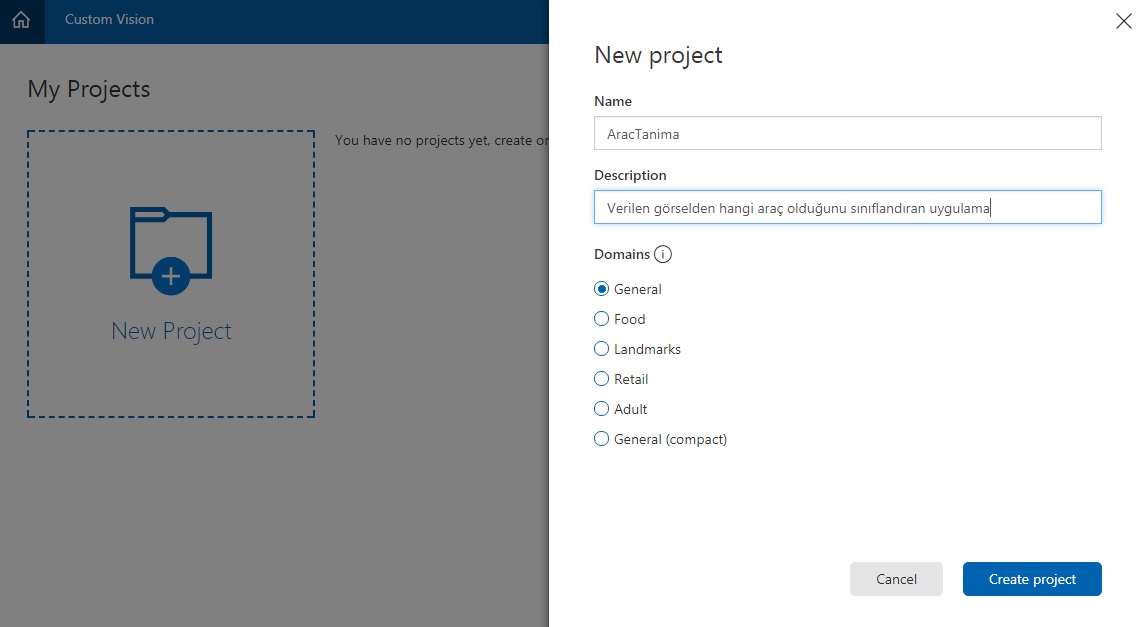 Custom Vision
My Projects
You have no projects yet, create
New Project
New project
Name
AracTanima
Description
Verilen görselden hangi araç olduğunu sınıflandıran uygulama
Domains
General
Food
Landmarks
Retail
Adult
General (compact)
Cancel
Create project